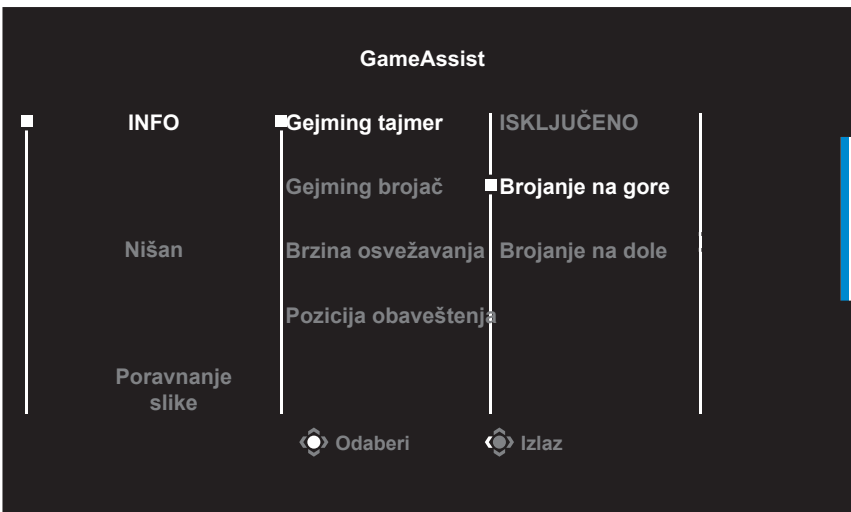 GameAssist
INFO
Gejming tajmer
ISKLJUČENO
Gejming brojač
Brojanje na gore
Nišan
Brzina osvežavanja
Brojanje na dole
Pozicija obaveštenja
Poravnanje
slike
Odaberi
Izlaz